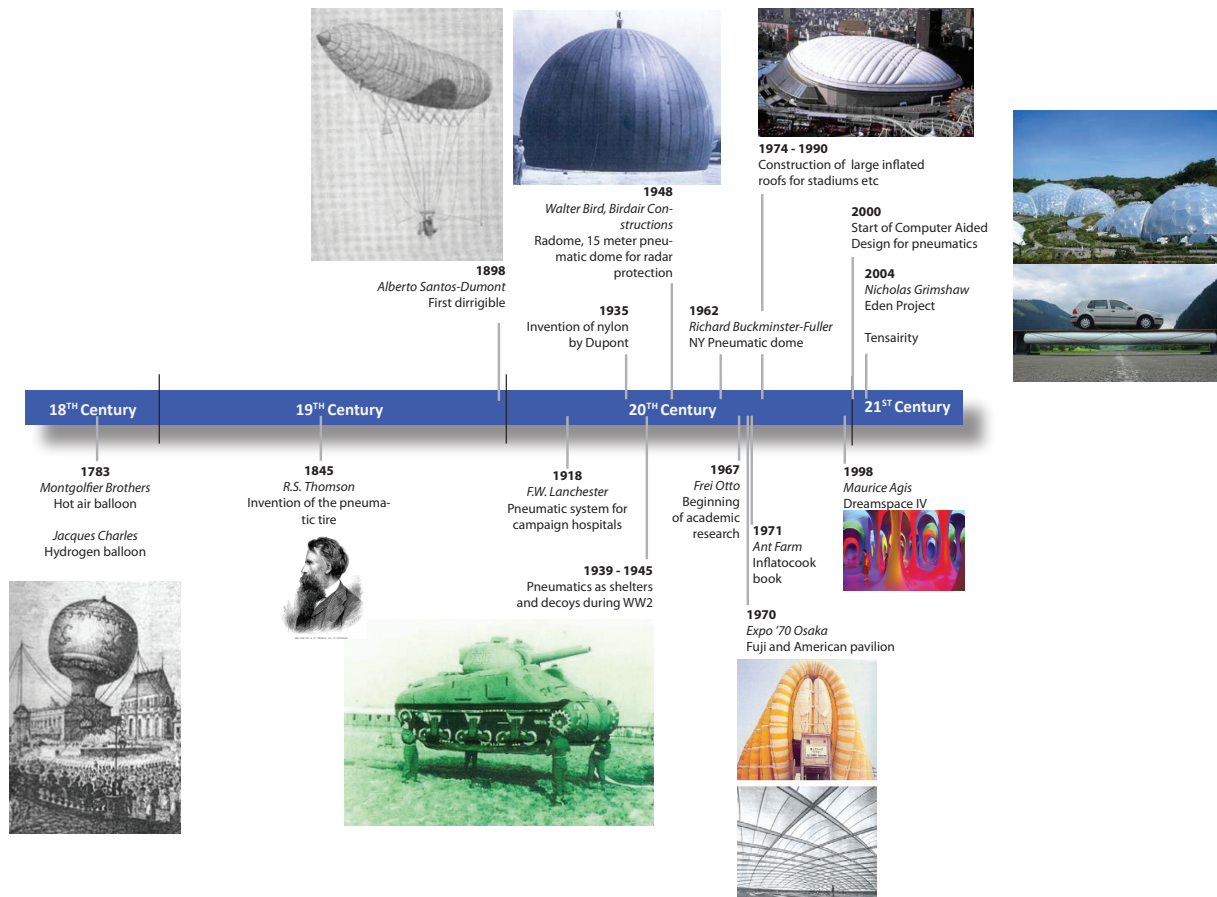 1974 - 1990
Construction of large inflated
roofs for stadiums etc
1948
Walter Bird, Birdair Con-
structions
Radome, 15 meter pneu-
matic dome for radar
protection
2000
Start of Computer Aided
Design for pneumatics
1898
Alberto Santos-Dumont
First dirrigible
2004
Nicholas Grimshaw
Eden Project
Tensairity
1935
Invention of nylon
by Dupont
1962
Richard Buckminster-Fuller
NY Pneumatic dome
18TH Century
19TH Century
20TH Century
21ST Century
1783
Montgolfier Brothers
Hot air balloon
Jacques Charles
Hydrogen balloon
1845
R.S. Thomson
Invention of the pneuma-
tic tire
1918
F.W. Lanchester
Pneumatic system for
campaign hospitals
1939 - 1945
Pneumatics as shelters
and decoys during WW2
1967
Frei Otto
Beginning
of academic
research
1971
Ant Farm
Inflatocook
book
1970
Expo '70 Osaka
Fuji and American pavilion
1998
Maurice Agis
Dreamspace IV